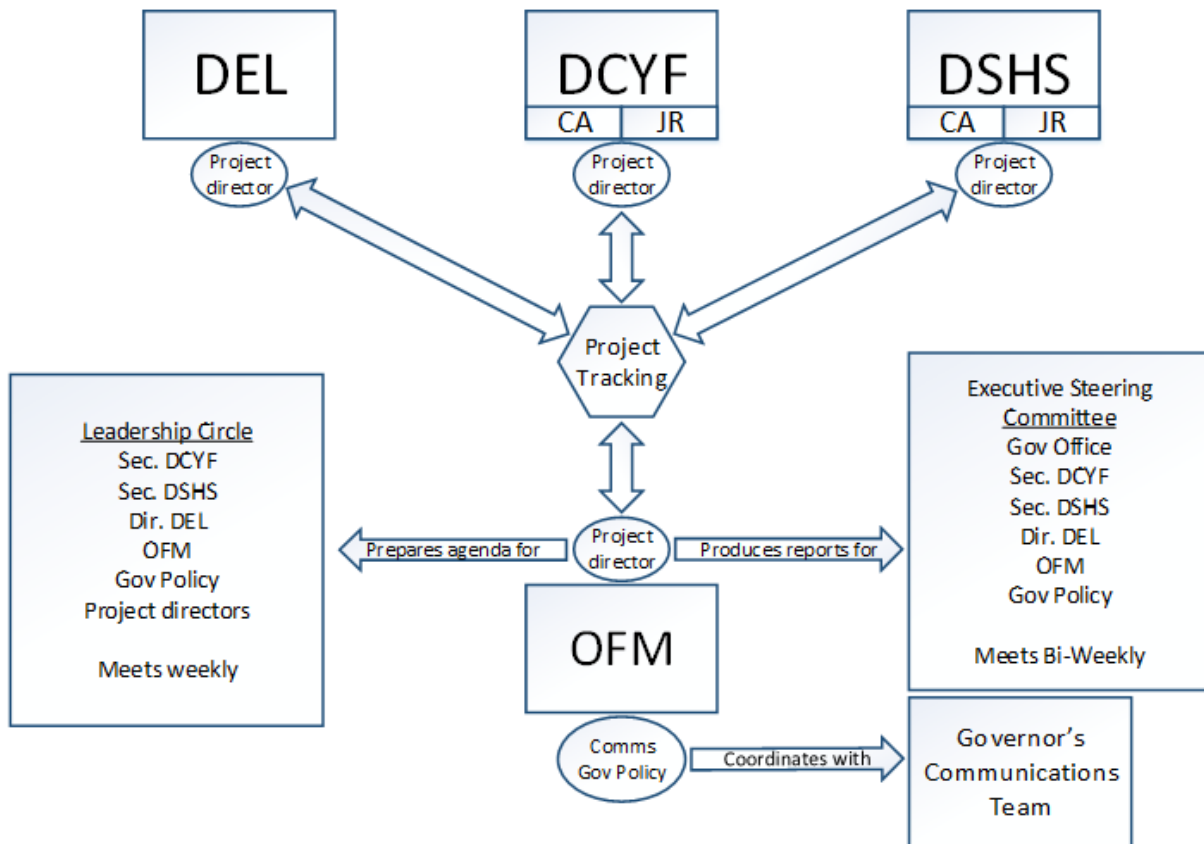 DEL
DCYF
DSHS
CA
JR
CA
JR
Project
director
Project
director
Project
director
Project
Tracking
Leadership Circle
Sec. DCYF
Sec. DSHS
Dir. DEL
OFM
Gov Policy
Project directors
Meets weekly
Prepares agenda for
Project
director
Produces reports for
Executive Steering
Committee
Gov Office
Sec. DCYF
Sec. DSHS
Dir. DEL
OFM
Gov Policy
Meets Bi-Weekly
OFM
Comms
Gov Policy
Coordinates with
Governor’s
Communications
Team